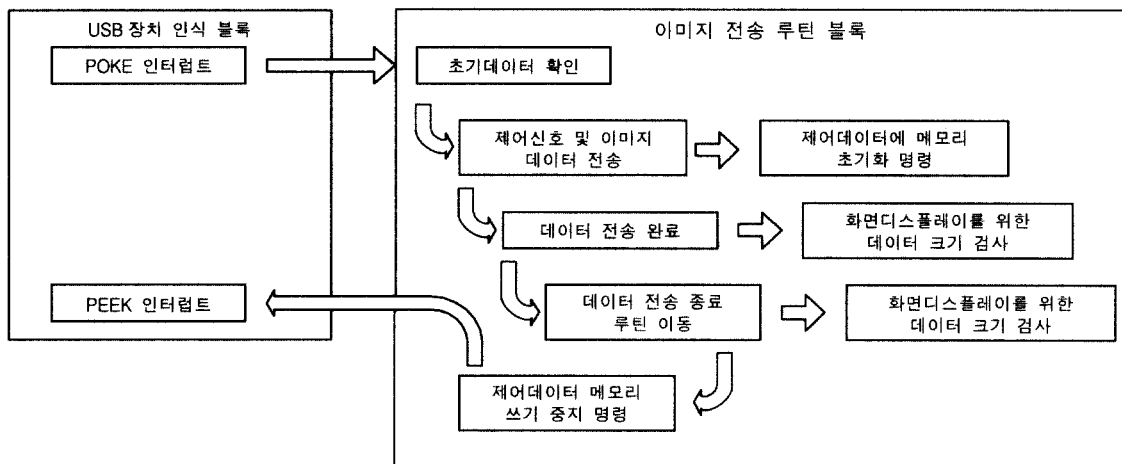 USB 장치 인식 블록
POKE 인터럽트
PEEK 인터럽트
이미지 전송 루틴 블록
초기데이터 확인
제어신호 및 이미지
데이터 전송
제어데이터에 메모리
초기화 명령
데이터 전송 완료
화면디스플레이를 위한
데이터 크기 검사
데이터 전송 종료
루틴 이동
화면디스플레이를 위한
데이터 크기 검사
제어데이터 메모리
쓰기 중지 명령